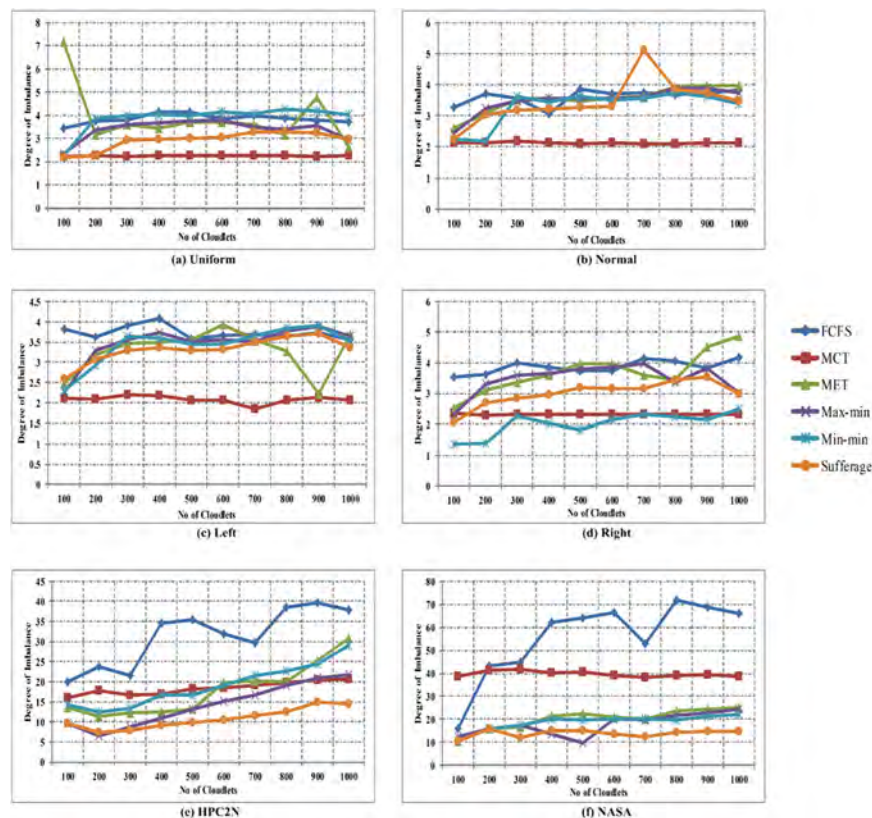 8
7
6
5
4
3
2
1
0
Degree of Imbalance
100 200 300 400 500 600 700 800 900 1000
No of Cloudlets
(a) Uniform
6
5
4
3
2
1
0
Degree of Imbalance
100 200 300 400 500 600 700 800 900 1000
No of Cloudlets
(b) Normal
4.5
4
3.5
3
2.5
2
1.5
1
0.5
0
Degree of Imbalance
100 200 300 400 500 600 700 800 900 1000
No of Cloudlets
(c) Left
6
5
4
3
2
1
0
Degree of Imbalance
100 200 300 400 500 600 700 800 900 1000
No of Cloudlets
(d) Right
FCFS
MCT
MET
Max-min
Min-min
Sufferage
45
40
35
30
25
20
15
10
5
0
Degree of Imbalance
100 200 300 400 500 600 700 800 900 1000
No of Cloudlets
(e) HPC2N
80
70
60
50
40
30
20
10
0
Degree of Imbalance
100 200 300 400 500 600 700 800 900 1000
No of Cloudlets
(f) NASA